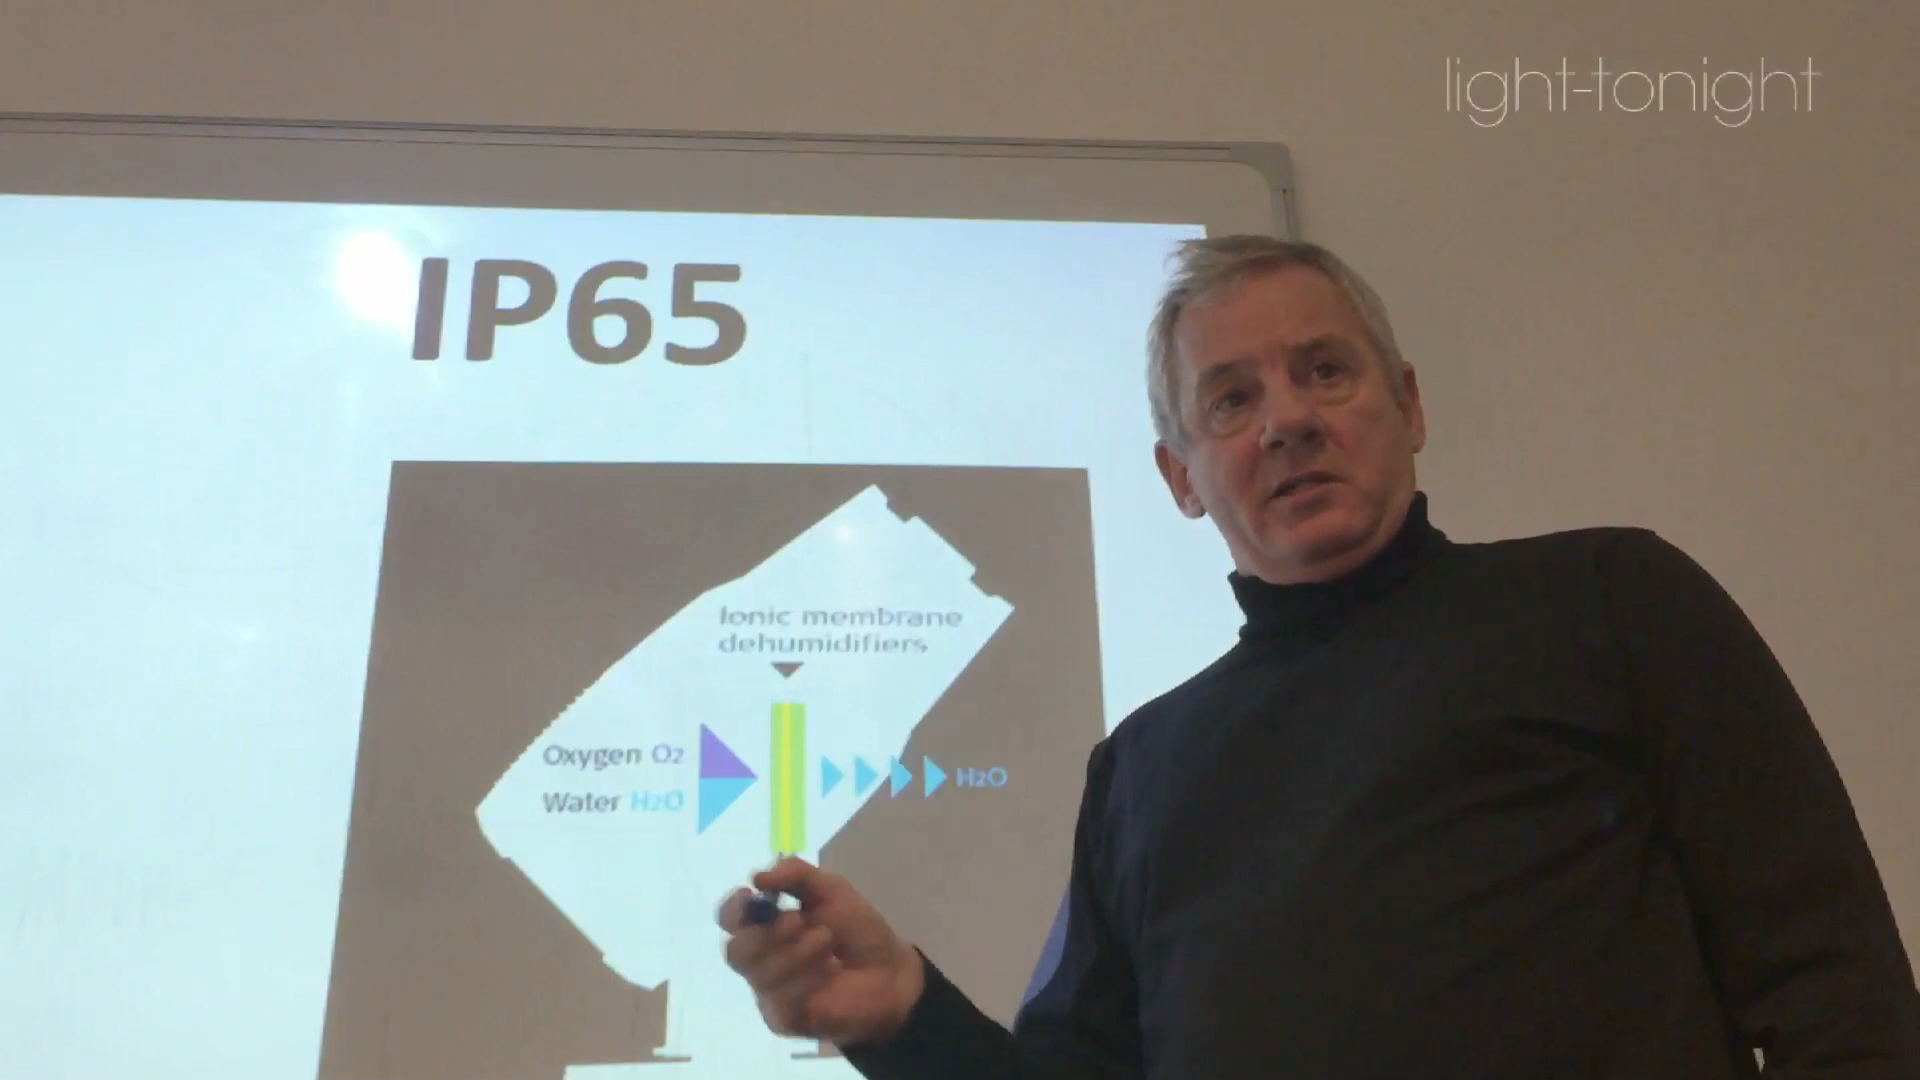 light-tonight
IP65
Ionic membrane
dehumidifiers
Oxygen O2
Water H2O
H2O